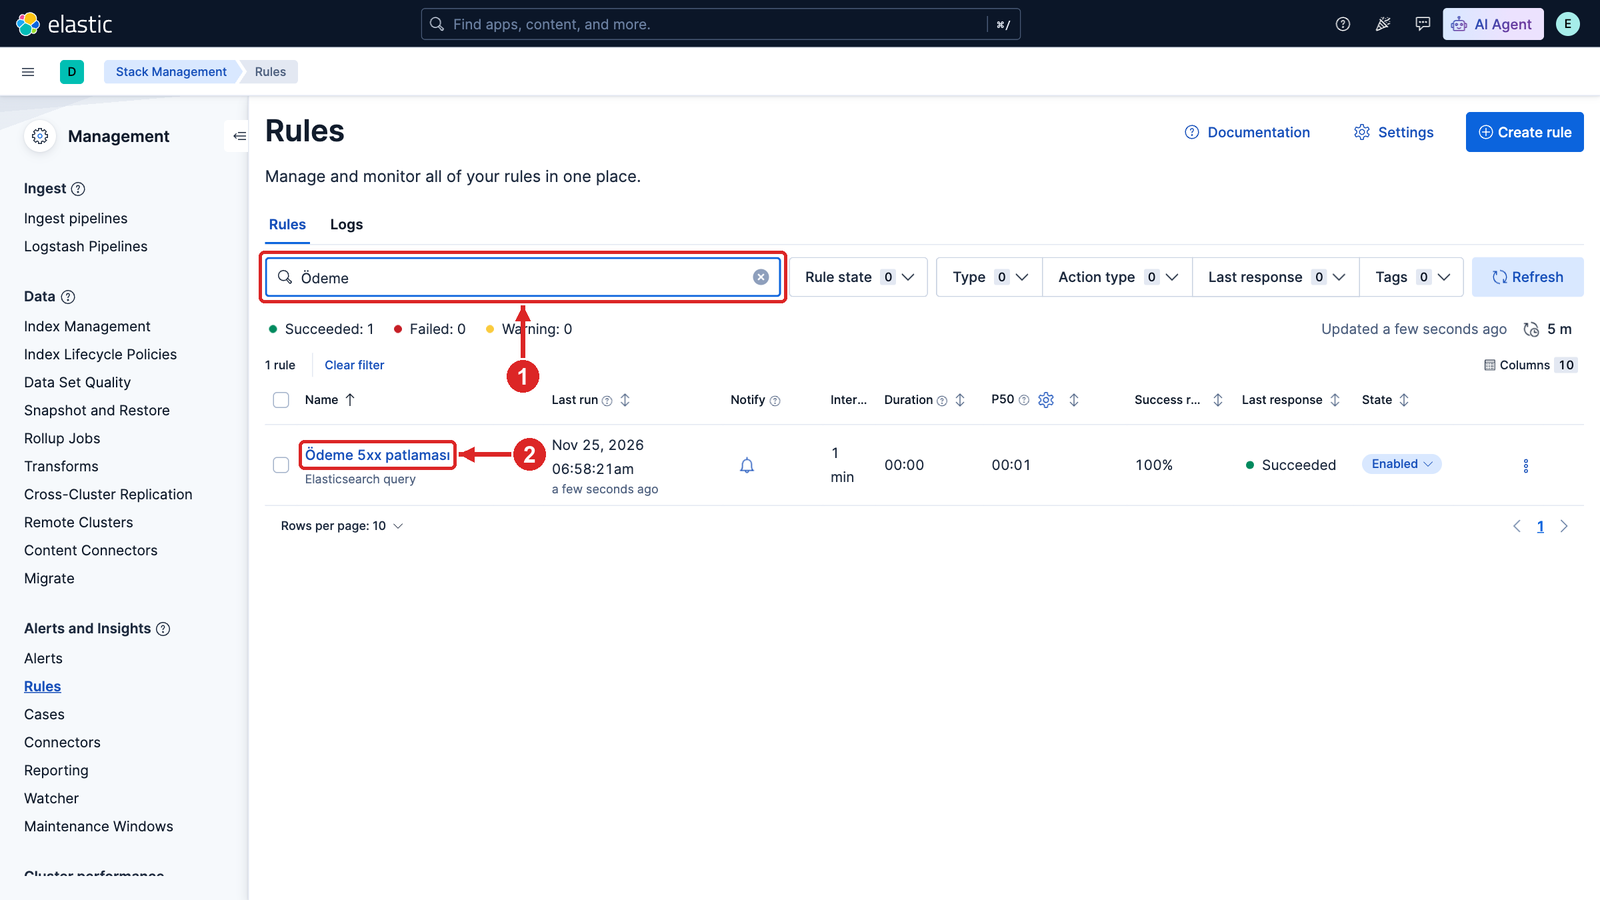 elastic
Find apps, content, and more.
⌘/
AI Agent
E
D
Stack Management
Rules
Management
Ingest
Ingest pipelines
Logstash Pipelines
Data
Index Management
Index Lifecycle Policies
Data Set Quality
Snapshot and Restore
Rollup Jobs
Transforms
Cross-Cluster Replication
Remote Clusters
Content Connectors
Migrate
Alerts and Insights
Alerts
Rules
Cases
Connectors
Reporting
Watcher
Maintenance Windows
Cluster performance
Rules
Documentation
Settings
Create rule
Manage and monitor all of your rules in one place.
Rules
Logs
Ödeme
Rule state 0
Type 0
Action type 0
Last response 0
Tags 0
Refresh
Succeeded: 1
Failed: 0
Warning: 0
Updated a few seconds ago
5 m
1 rule
Clear filter
1
Columns 10
Name
Last run
Notify
Inter...
Duration
P50
Success r...
Last response
State
Ödeme 5xx patlaması
Elasticsearch query
2
Nov 25, 2026
06:58:21am
a few seconds ago
1
min
00:00
00:01
100%
Succeeded
Enabled
Rows per page: 10
1